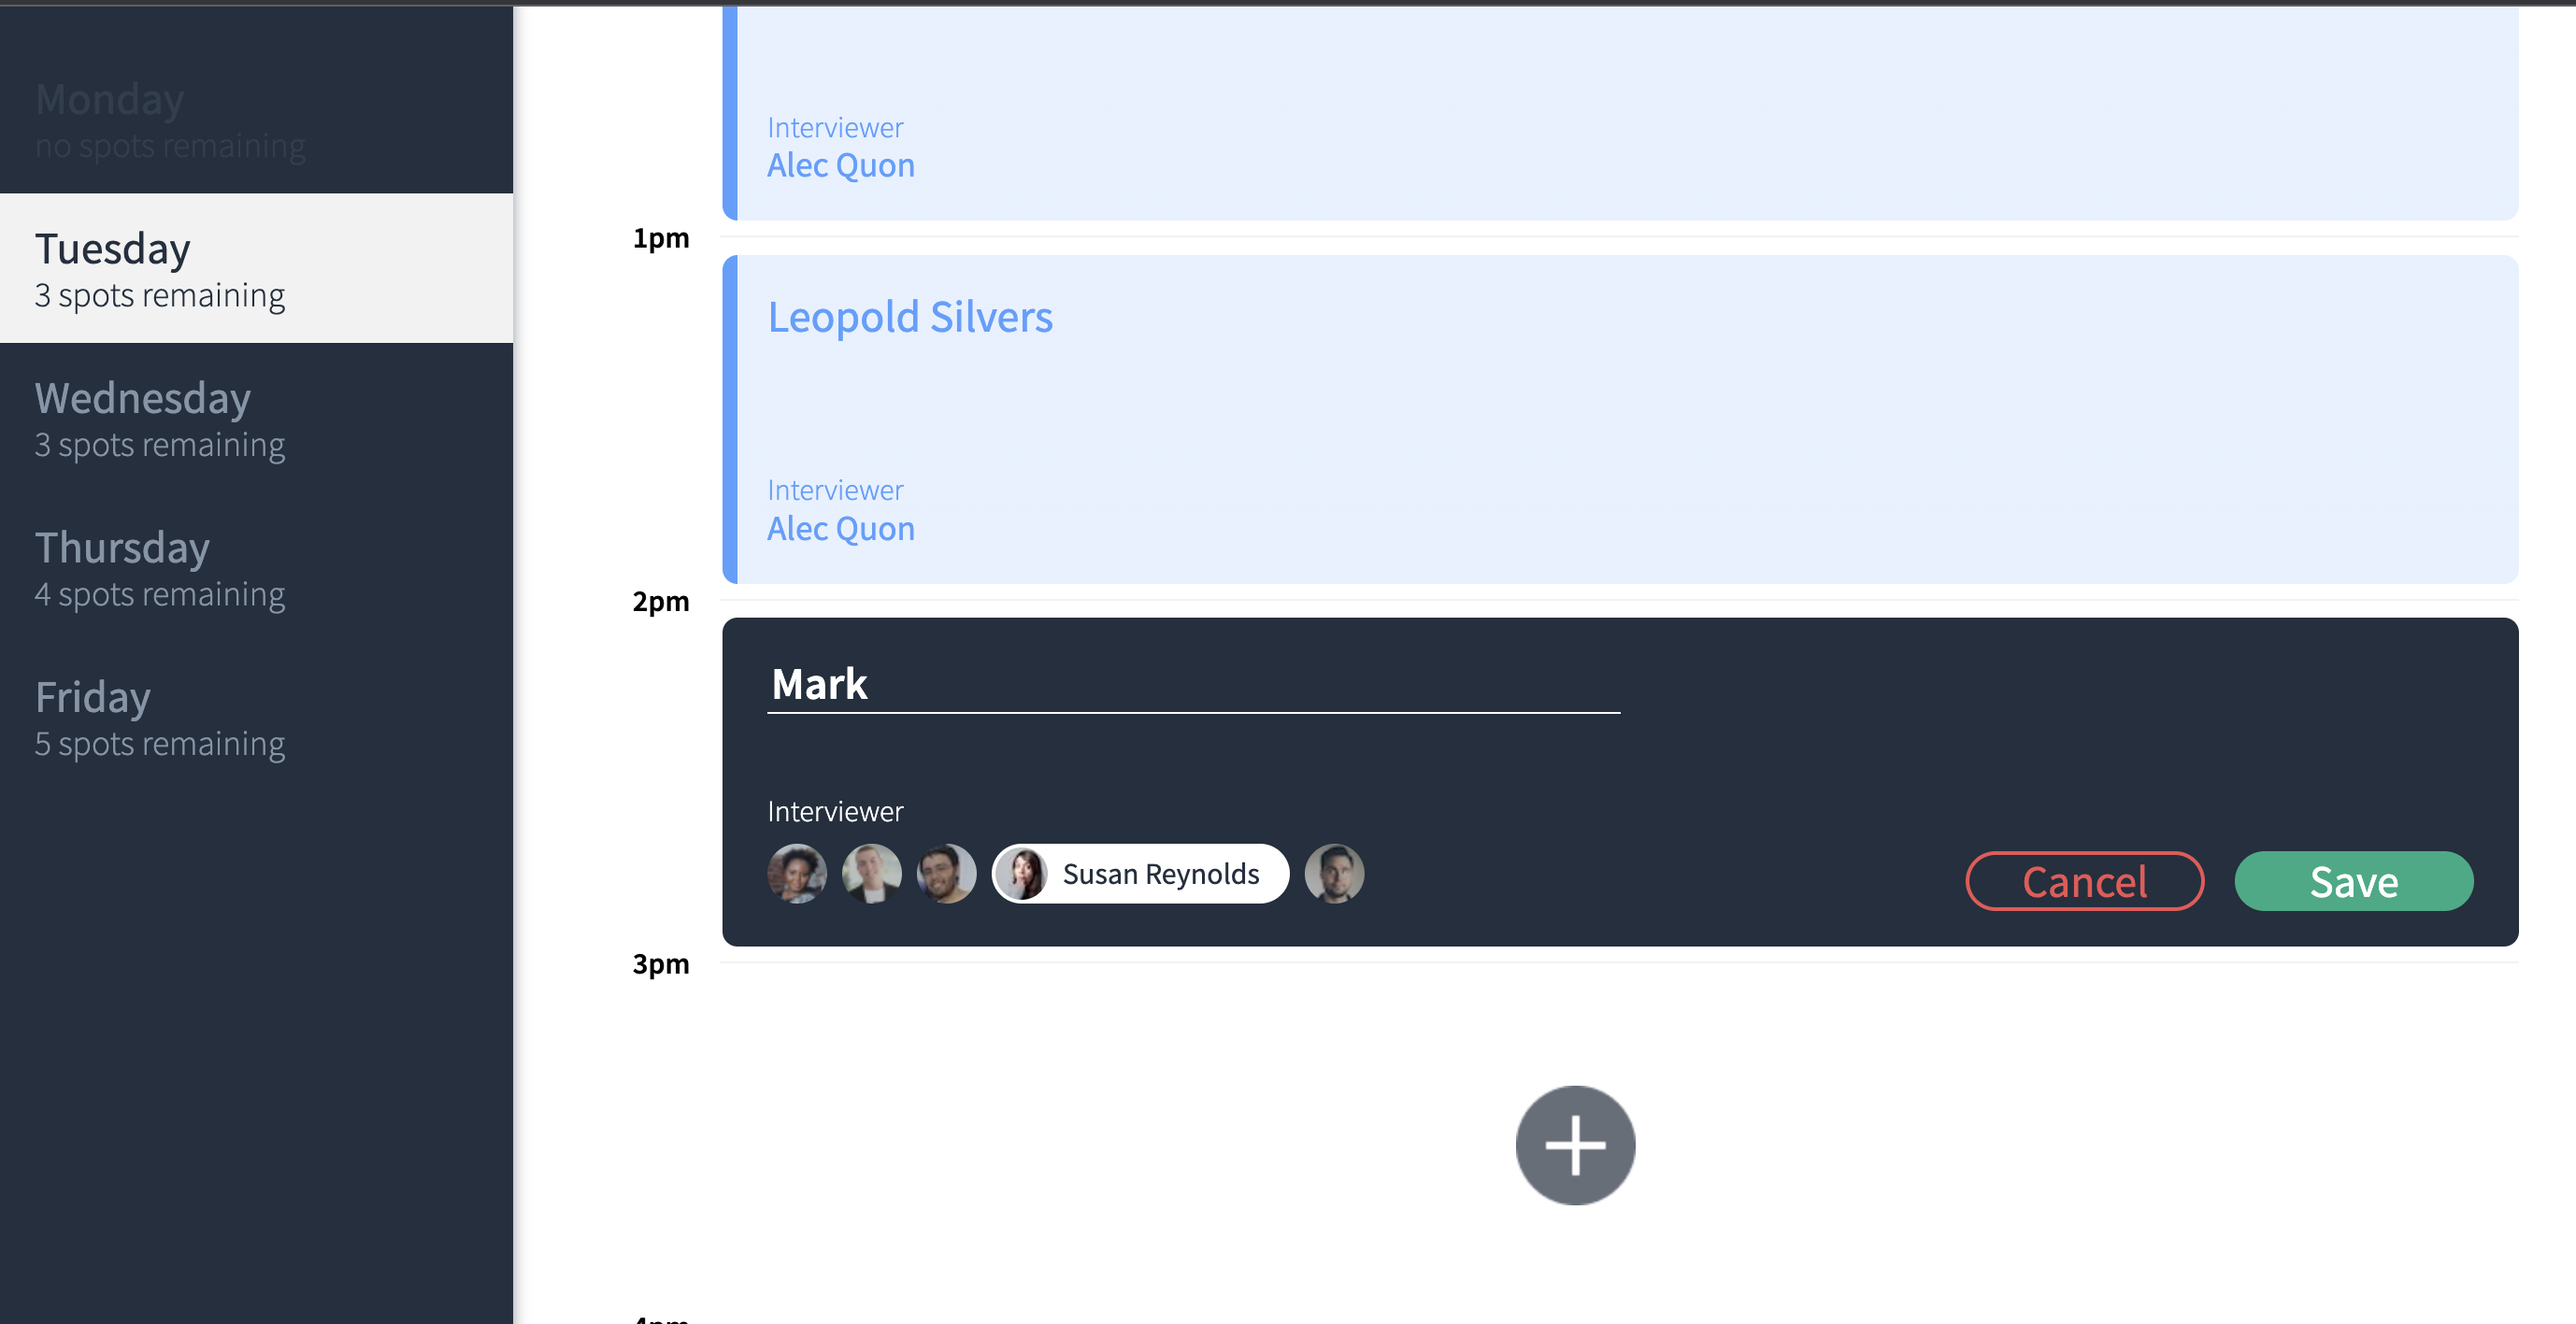 Monday
no spots remaining
Tuesday
3 spots remaining
Wednesday
3 spots remaining
Thursday
4 spots remaining
Friday
5 spots remaining
Interviewer
Alec Quon
1pm
Leopold Silvers
Interviewer
Alec Quon
2pm
Mark
Interviewer
Susan Reynolds
Cancel
Save
3pm